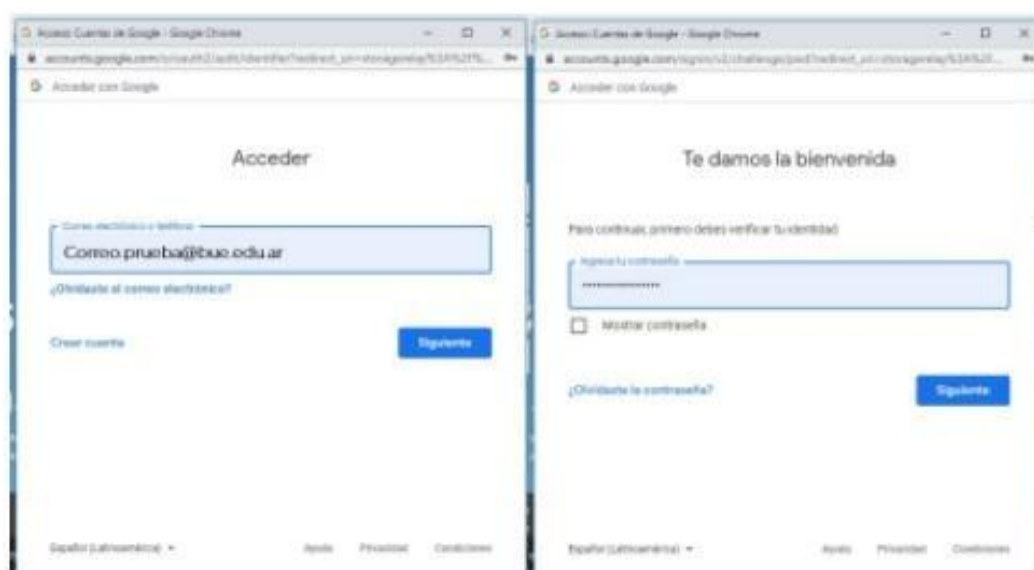 Acceso: Cuentas de Google - Google Chrome
accounts.google.com
Acceder con Google
Acceder
Correo electrónico o teléfono
Correo.prueba@bue.edu.ar
¿Olvidaste el correo electrónico?
Crear cuenta
Siguiente
Español (Latinoamérica)
Ayuda
Privacidad
Condiciones
Acceso: Cuentas de Google - Google Chrome
accounts.google.com
Acceder con Google
Te damos la bienvenida
Para continuar, primero debes verificar tu identidad
Ingresa tu contraseña
Mostrar contraseña
¿Olvidaste la contraseña?
Siguiente
Español (Latinoamérica)
Ayuda
Privacidad
Condiciones